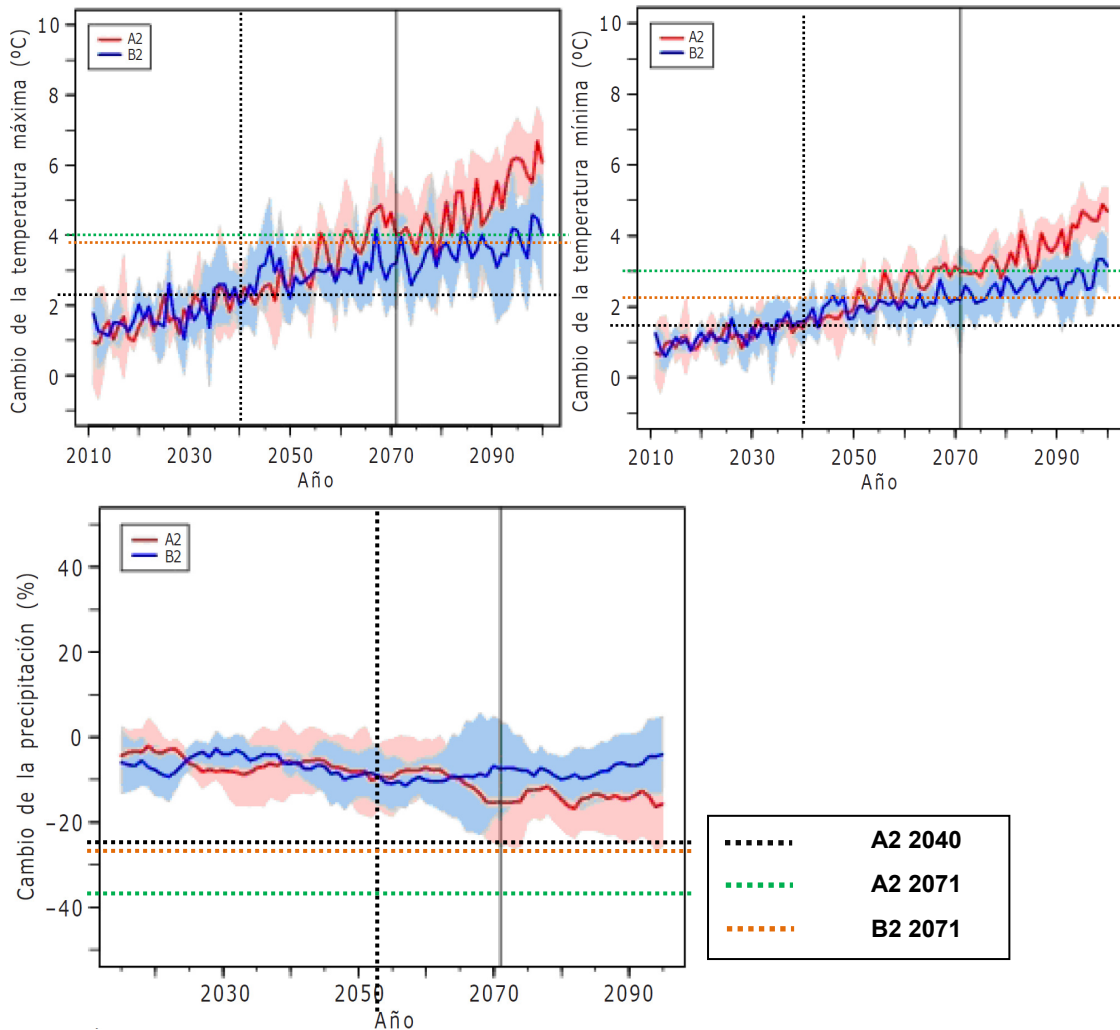 Cambio de la temperatura máxima (ºC)
10
8
6
4
2
0
A2
B2
2010 2030 2050 2070 2090
Año
Cambio de la temperatura mínima (ºC)
10
8
6
4
2
0
A2
B2
2010 2030 2050 2070 2090
Año
Cambio de la precipitación (%)
40
20
0
−20
−40
A2
B2
2030 2050 2070 2090
Año
A2 2040
A2 2071
B2 2071